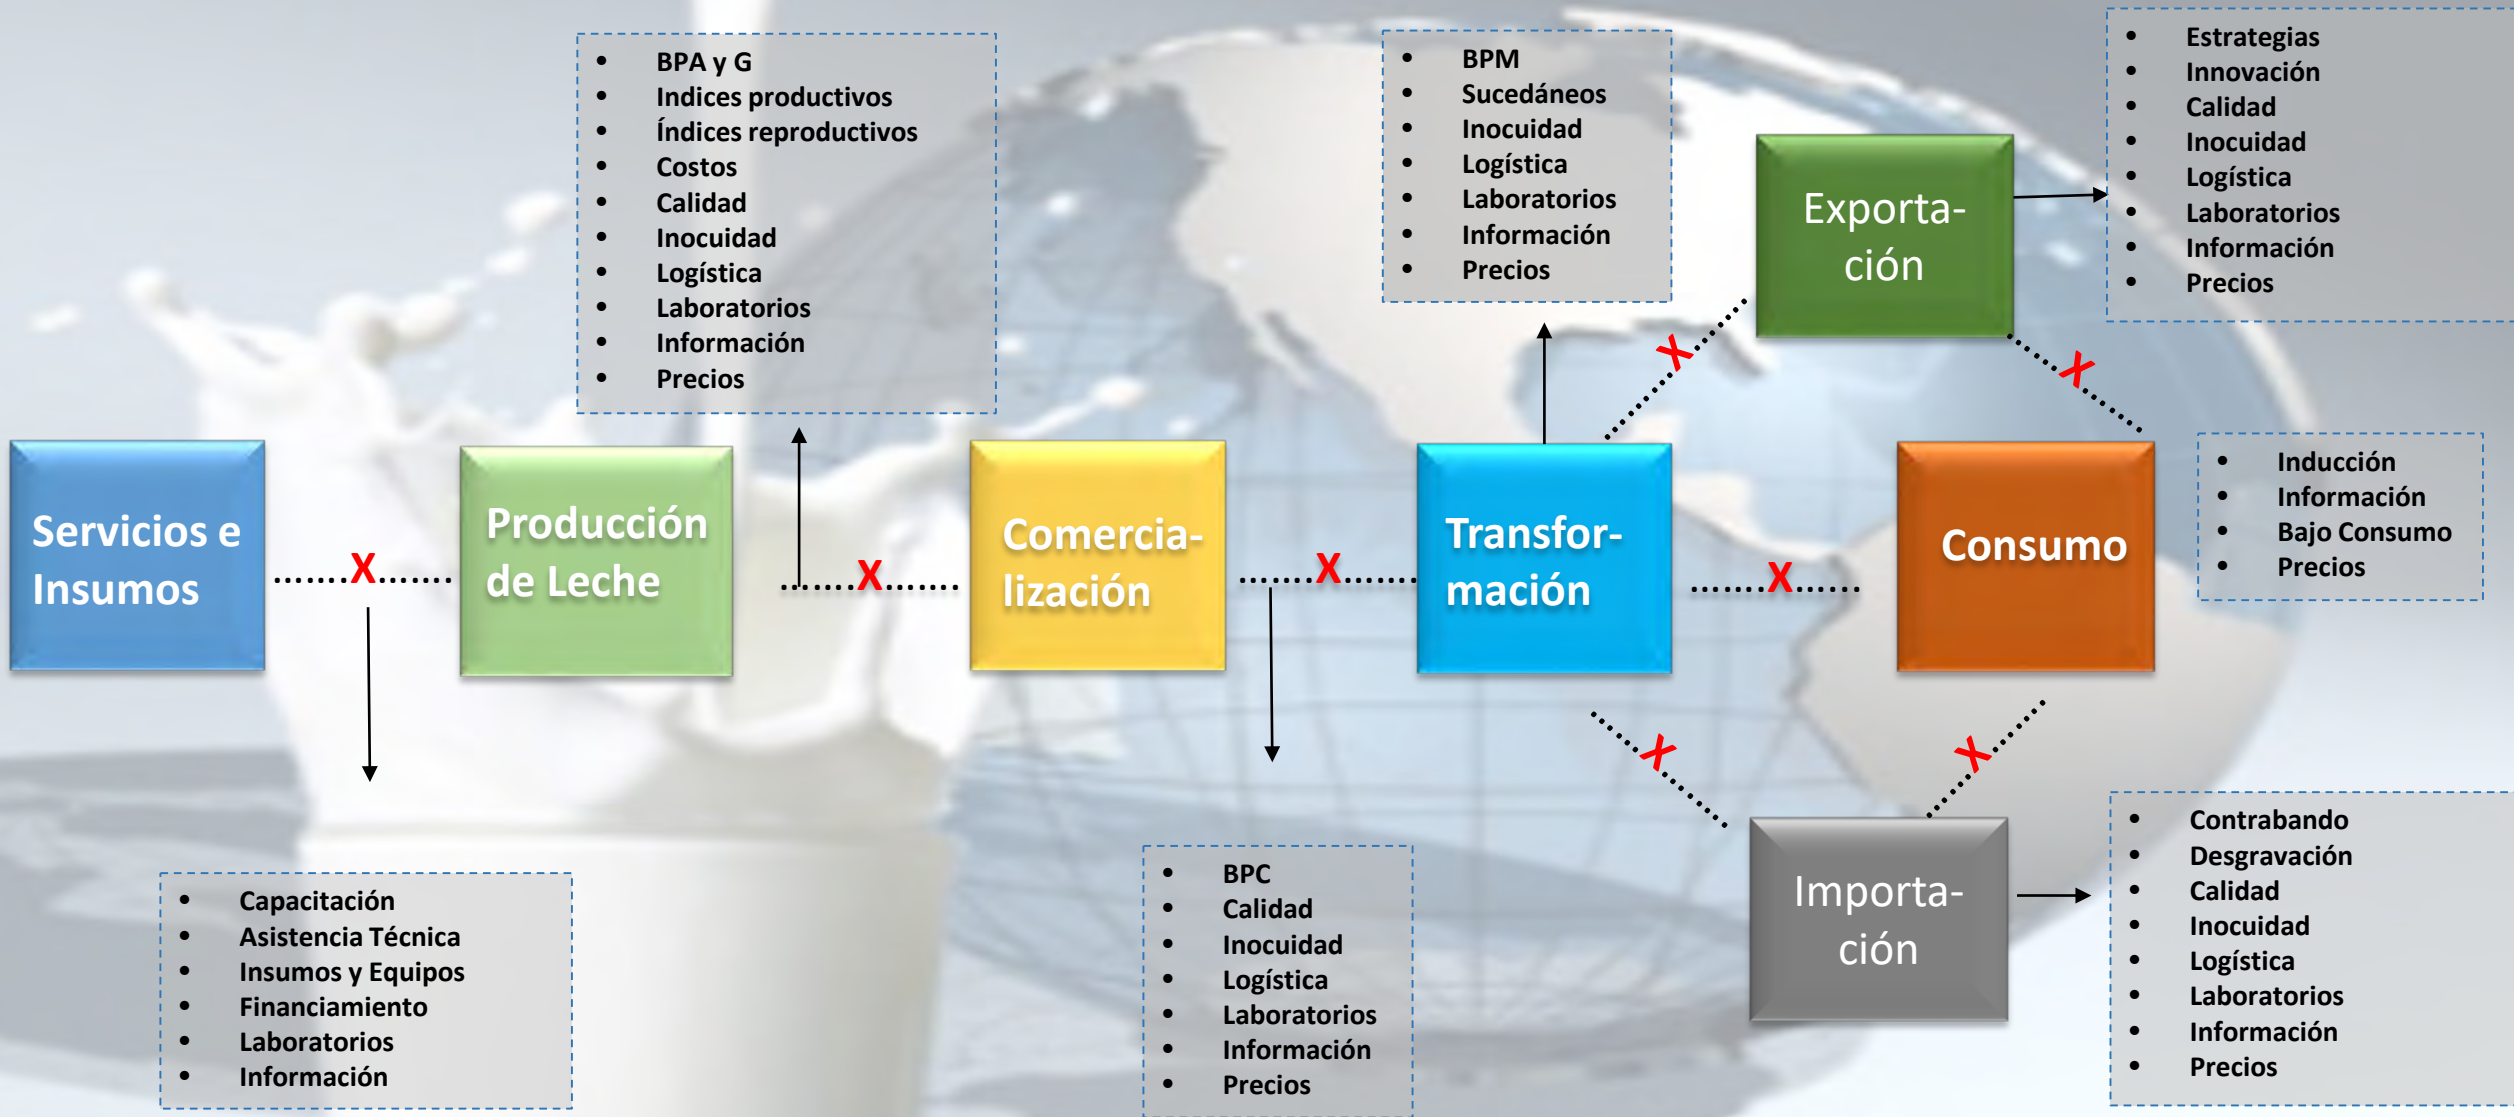 BPA y G
Indices productivos
Índices reproductivos
Costos
Calidad
Inocuidad
Logística
Laboratorios
Información
Precios
BPM
Sucedáneos
Inocuidad
Logística
Laboratorios
Información
Precios
Estrategias
Innovación
Calidad
Inocuidad
Logística
Laboratorios
Información
Precios
Exporta-
ción
Servicios e
Insumos
X
Producción
de Leche
X
Comercia-
lización
X
Transfor-
mación
X
X
X
Consumo
Inducción
Información
Bajo Consumo
Precios
X
X
Importa-
ción
Capacitación
Asistencia Técnica
Insumos y Equipos
Financiamiento
Laboratorios
Información
BPC
Calidad
Inocuidad
Logística
Laboratorios
Información
Precios
Contrabando
Desgravación
Calidad
Inocuidad
Logística
Laboratorios
Información
Precios